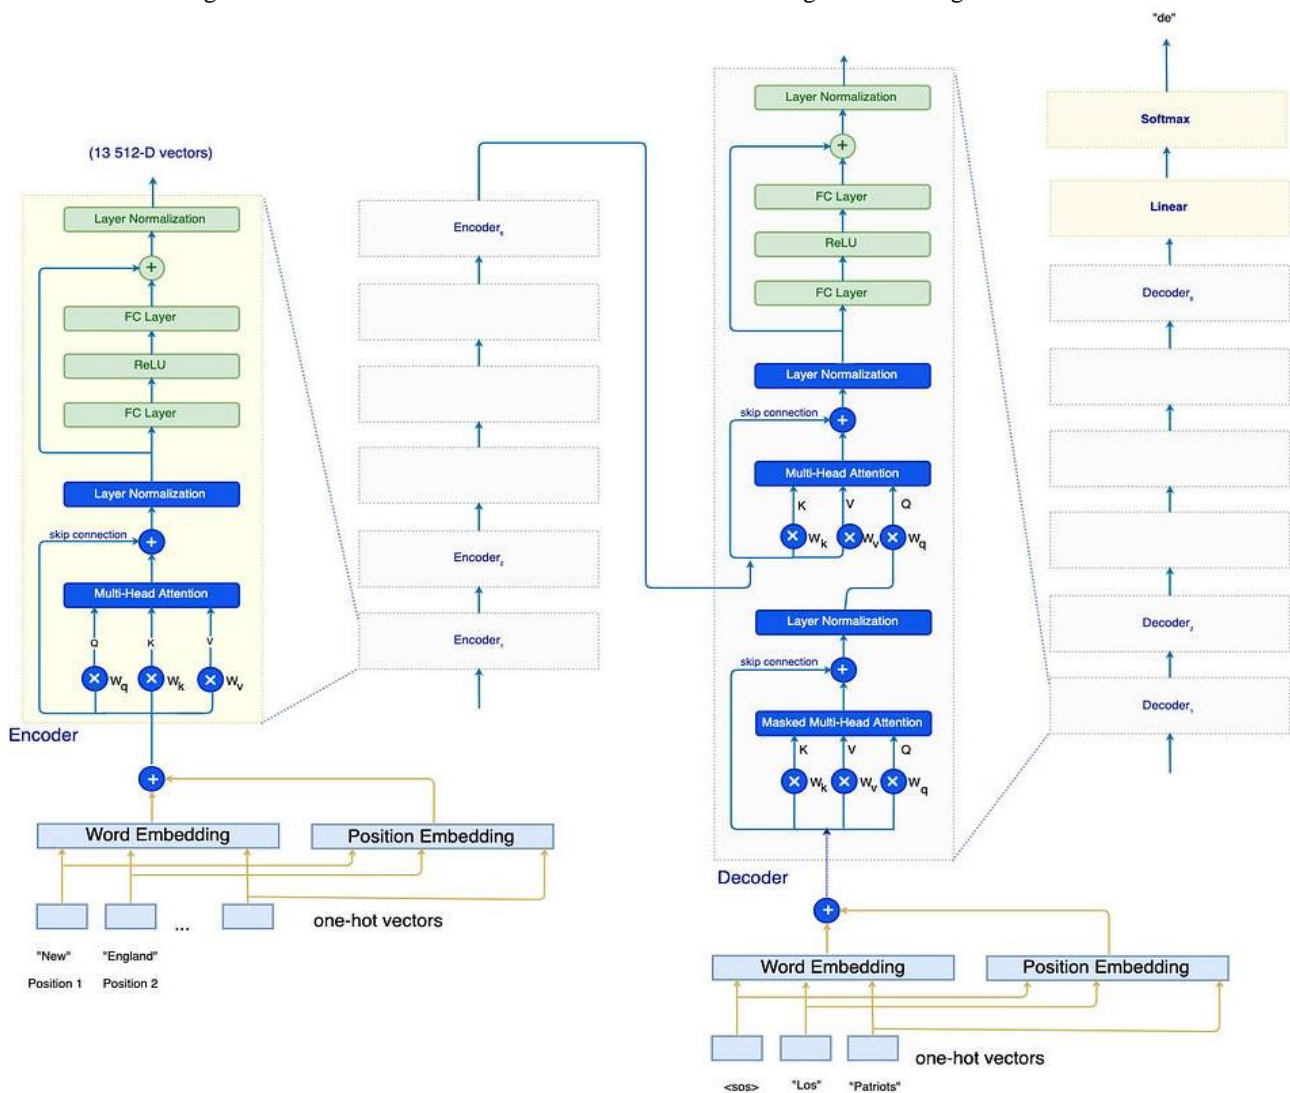 (13 512-D vectors)
Layer Normalization
+
FC Layer
ReLU
FC Layer
Layer Normalization
skip connection
+
Multi-Head Attention
Q
K
V
Wq
Wk
Wv
Encoder
+
Word Embedding
Position Embedding
...
one-hot vectors
"New"
"England"
Position 1
Position 2
Encoder6
Encoder2
Encoder1
Layer Normalization
+
FC Layer
ReLU
FC Layer
Layer Normalization
skip connection
+
Multi-Head Attention
K
V
Q
Wk
Wv
Wq
Layer Normalization
skip connection
+
Masked Multi-Head Attention
K
V
Q
Wk
Wv
Wq
Decoder
+
Word Embedding
Position Embedding
one-hot vectors
<sos>
"Los"
"Patriots"
"de"
Softmax
Linear
Decoder6
Decoder2
Decoder1